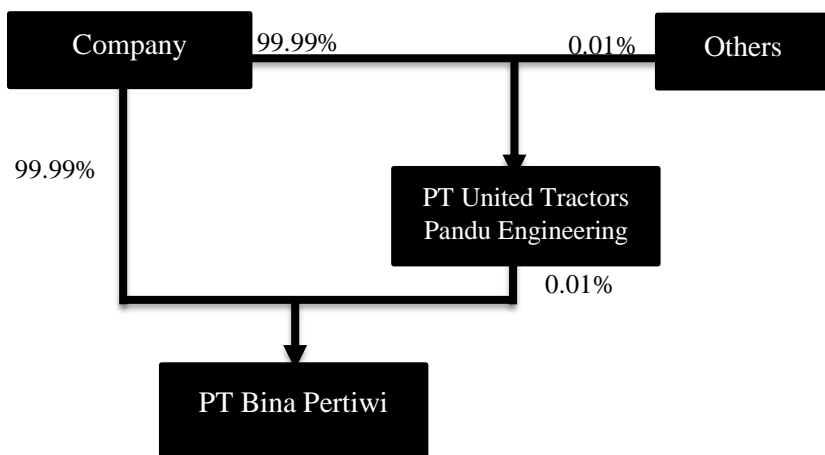 Company
99.99%
0.01%
Others
99.99%
PT United Tractors
Pandu Engineering
0.01%
PT Bina Pertiwi